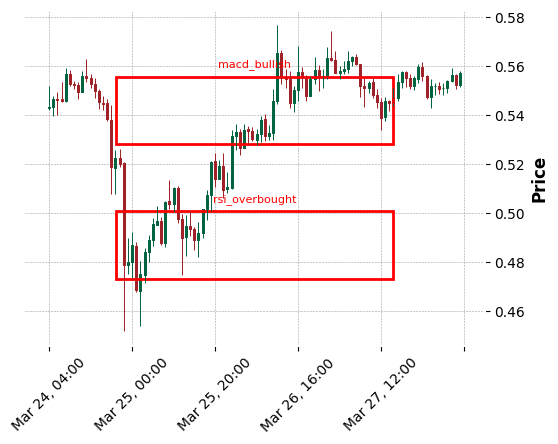 0.58
macd_bullish
0.56
0.54
0.52
rsi_overbought
0.50
0.48
0.46
Price
Mar 24, 04:00
Mar 25, 00:00
Mar 25, 20:00
Mar 26, 16:00
Mar 27, 12:00